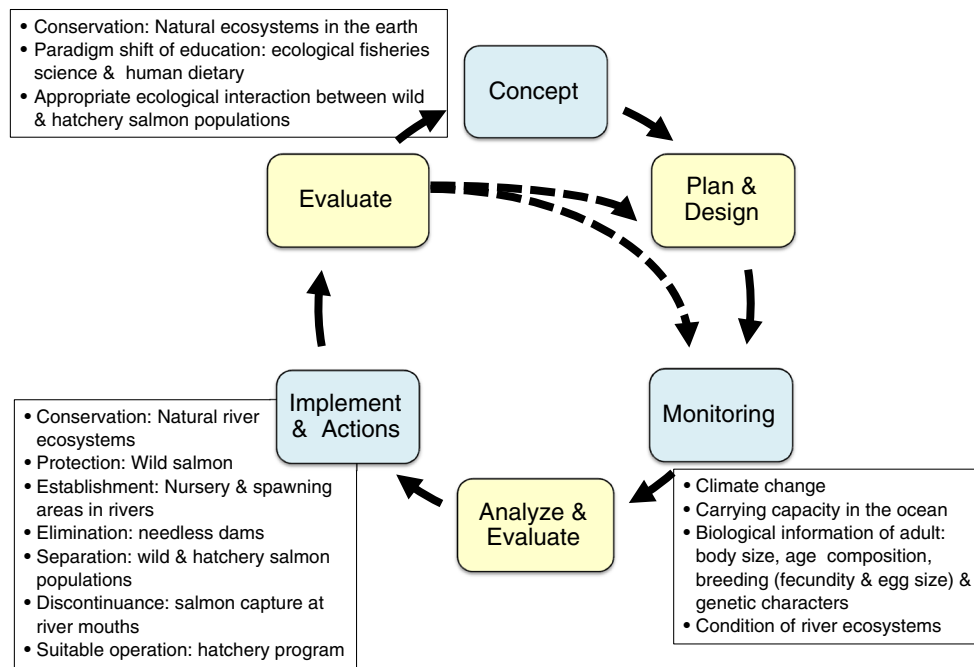 • Conservation: Natural ecosystems in the earth
• Paradigm shift of education: ecological fisheries
science & human dietary
• Appropriate ecological interaction between wild
& hatchery salmon populations
Concept
Evaluate
Plan &
Design
Implement
& Actions
Monitoring
Analyze &
Evaluate
• Conservation: Natural river
ecosystems
• Protection: Wild salmon
• Establishment: Nursery & spawning
areas in rivers
• Elimination: needless dams
• Separation: wild & hatchery salmon
populations
• Discontinuance: salmon capture at
river mouths
• Suitable operation: hatchery program
• Climate change
• Carrying capacity in the ocean
• Biological information of adult:
body size, age composition,
breeding (fecundity & egg size) &
genetic characters
• Condition of river ecosystems